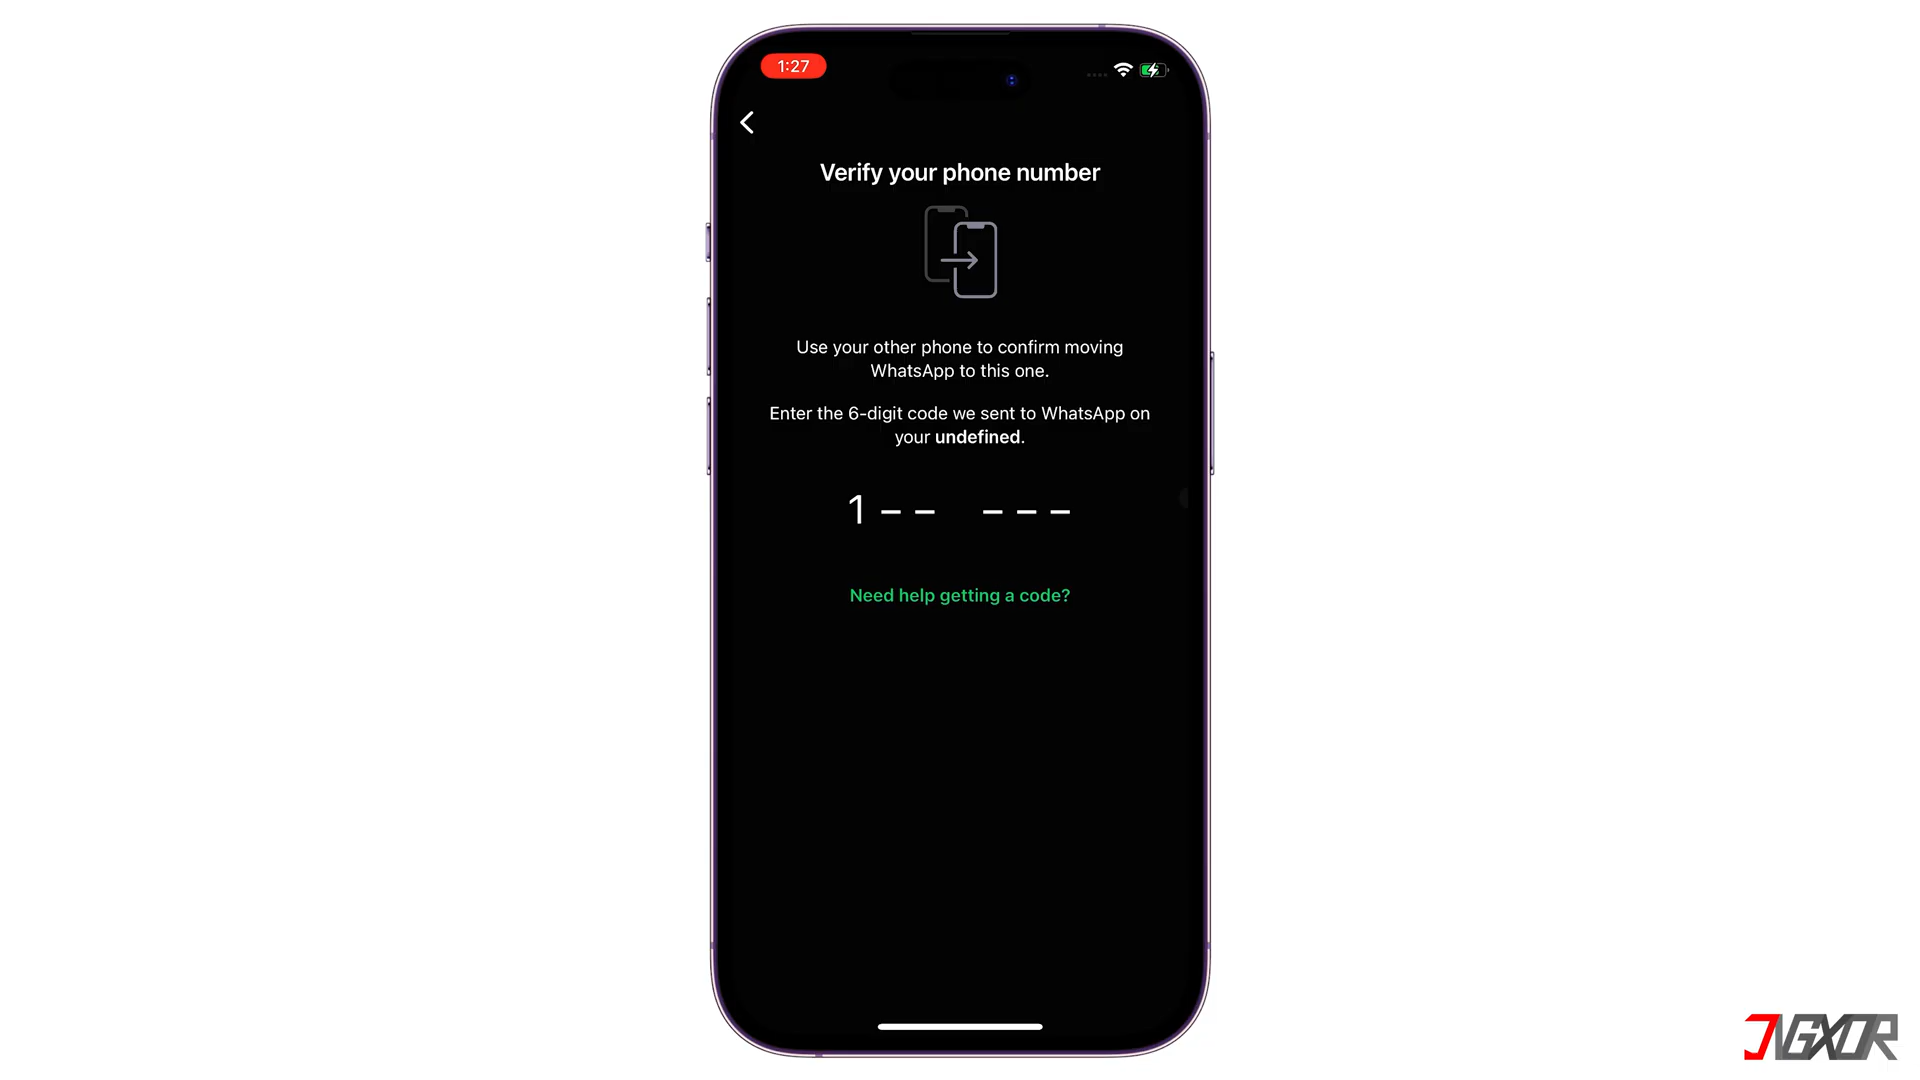 1:27
Verify your phone number
Use your other phone to confirm moving
WhatsApp to this one.
Enter the 6-digit code we sent to WhatsApp on
your undefined.
1–– –––
Need help getting a code?
JIGXOR